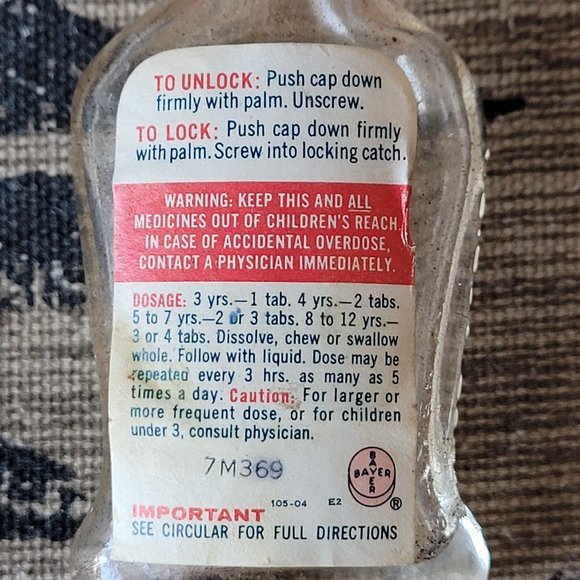 TO UNLOCK: Push cap down
firmly with palm. Unscrew.
TO LOCK: Push cap down firmly
with palm. Screw into locking catch.
WARNING: KEEP THIS AND ALL
MEDICINES OUT OF CHILDREN'S REACH.
IN CASE OF ACCIDENTAL OVERDOSE,
CONTACT A PHYSICIAN IMMEDIATELY.
DOSAGE: 3 yrs.—1 tab. 4 yrs.—2 tabs.
5 to 7 yrs.—2 or 3 tabs. 8 to 12 yrs.—
3 or 4 tabs. Dissolve, chew or swallow
whole. Follow with liquid. Dose may be
repeated every 3 hrs. as many as 5
times a day. Caution: For larger or
more frequent dose, or for children
under 3, consult physician.
7M369
BAYER
BAYER
®
105-04 E2
IMPORTANT
SEE CIRCULAR FOR FULL DIRECTIONS